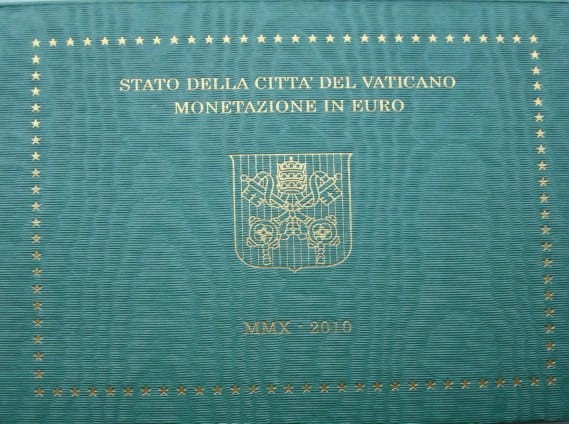 STATO DELLA CITTA' DEL VATICANO
MONETAZIONE IN EURO
MMX - 2010